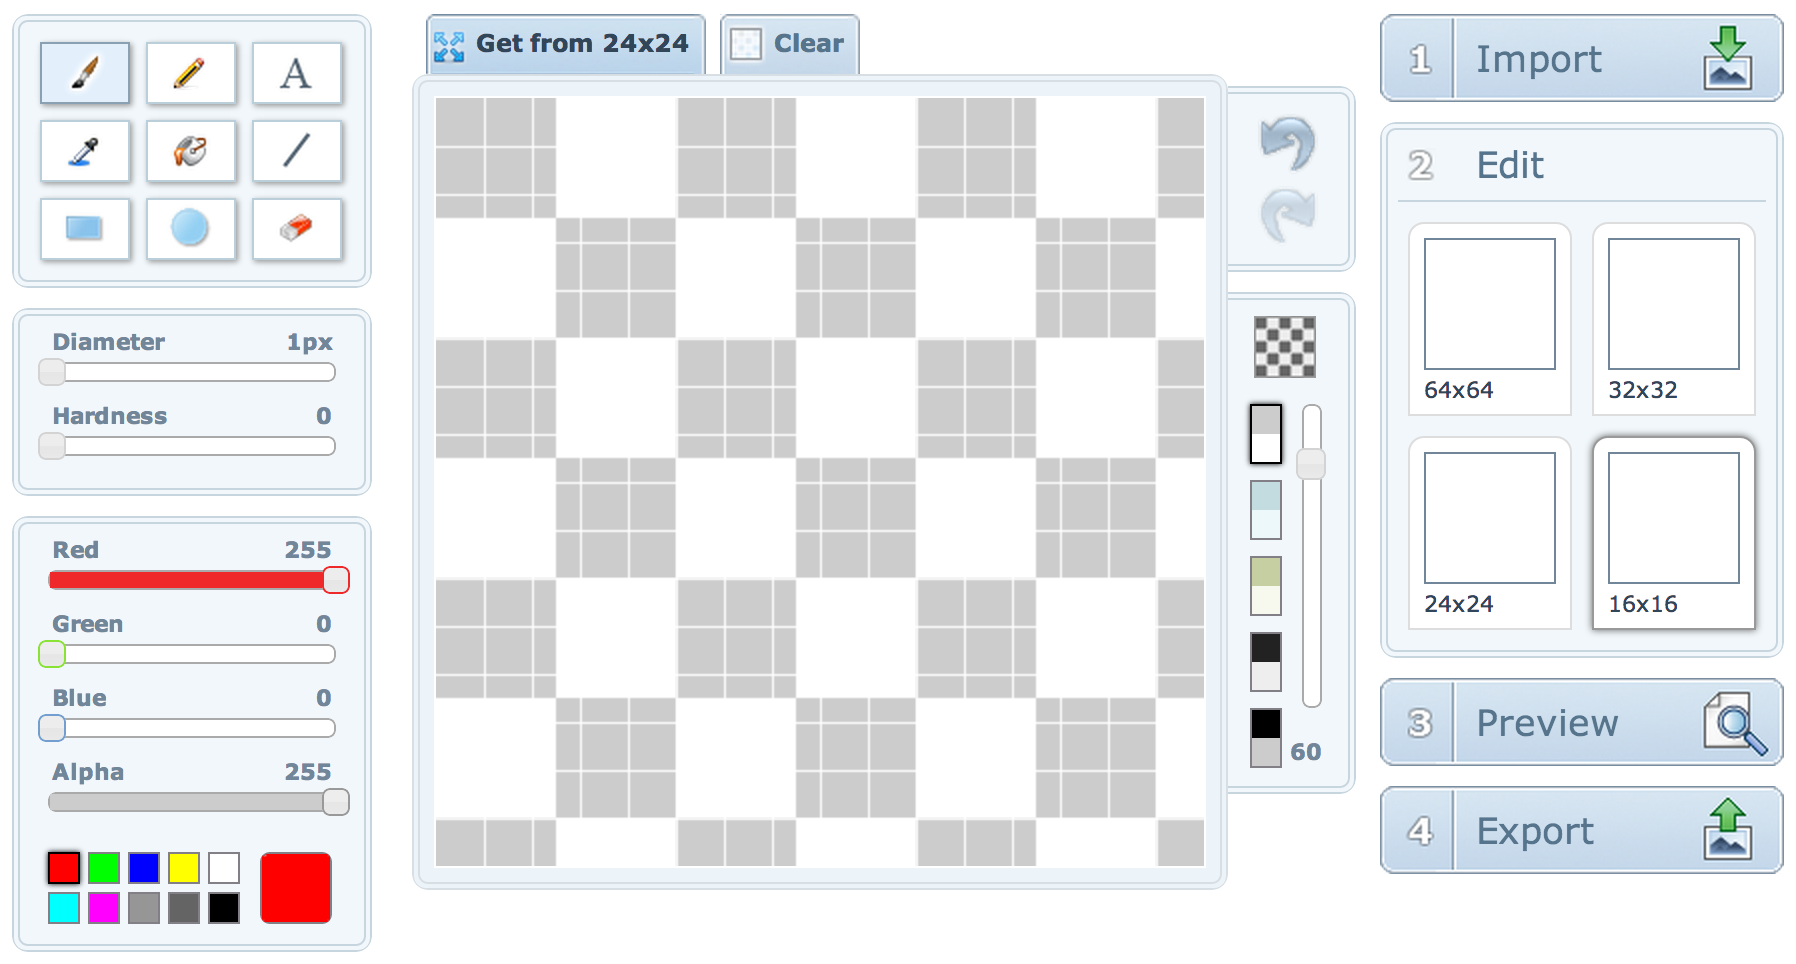 Get from 24x24
Clear
A
Diameter 1px
Hardness 0
Red 255
Green 0
Blue 0
Alpha 255
60
1 Import
2 Edit
64x64 32x32
24x24 16x16
3 Preview
4 Export